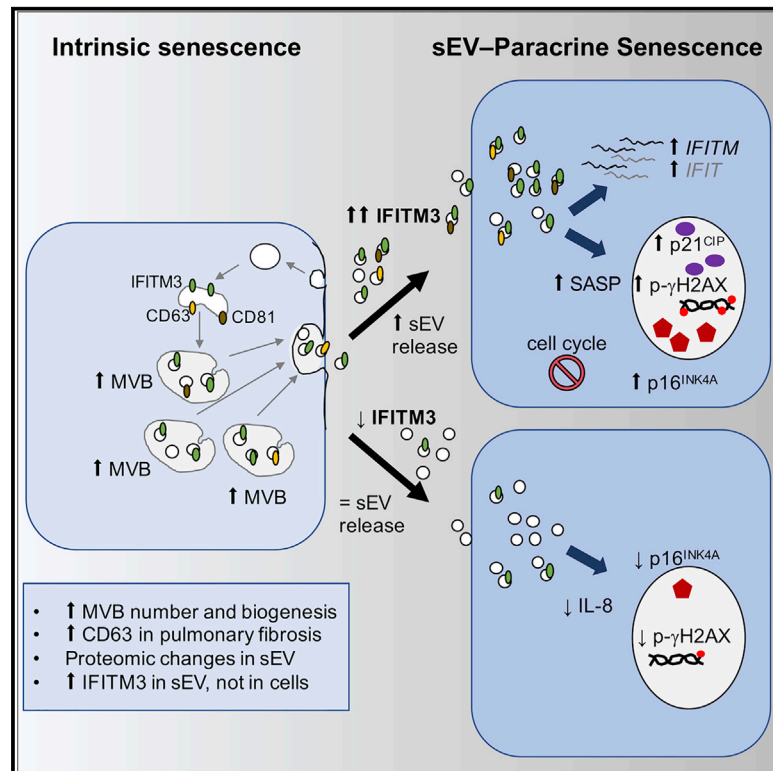 Intrinsic senescence
sEV–Paracrine Senescence
IFITM3
CD63
CD81
⬆ MVB
⬆ MVB
⬆ MVB
⬆⬆ IFITM3
⬆ sEV
release
↓ IFITM3
= sEV
release
⬆ IFITM
⬆ IFIT
⬆ SASP
⬆ p21CIP
⬆ p-γH2AX
cell cycle
⬆ p16INK4A
↓ p16INK4A
↓ IL-8
↓ p-γH2AX
• ⬆ MVB number and biogenesis
• ⬆ CD63 in pulmonary fibrosis
• Proteomic changes in sEV
• ⬆ IFITM3 in sEV, not in cells